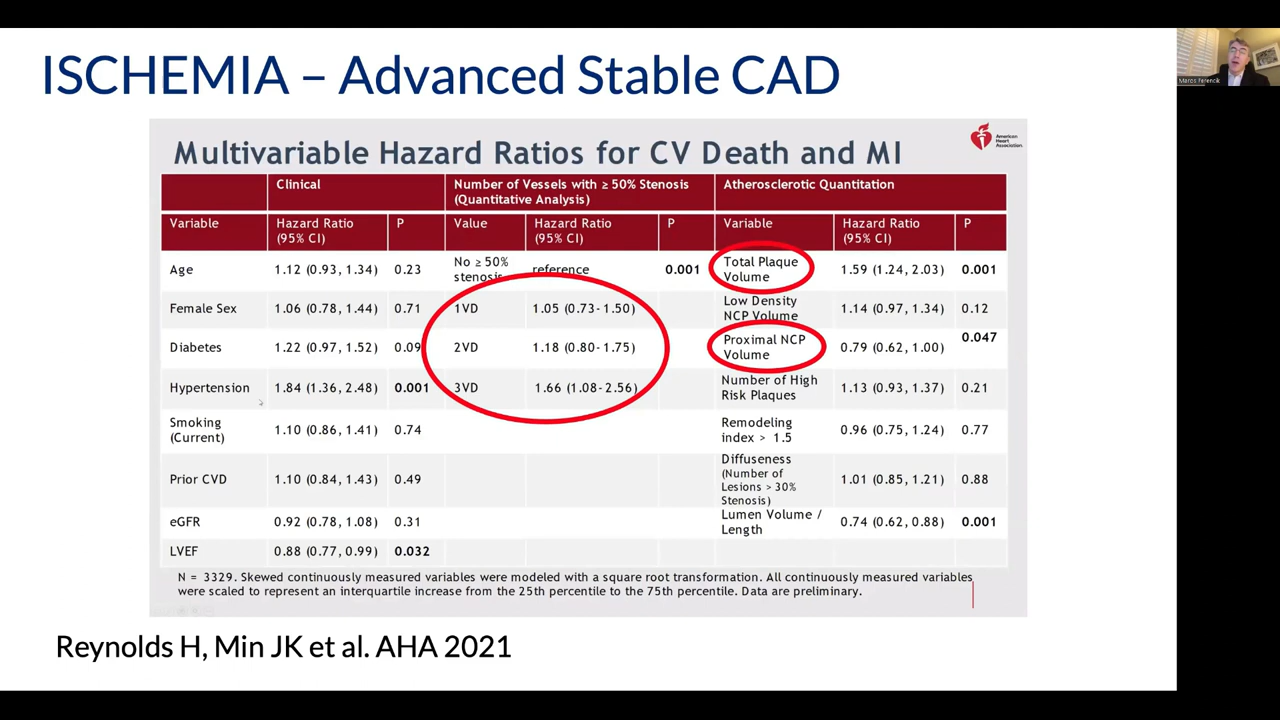 ISCHEMIA – Advanced Stable CAD
Marco Ferencik
Multivariable Hazard Ratios for CV Death and MI
American
Heart
Association
Clinical
Number of Vessels with ≥ 50% Stenosis
(Quantitative Analysis)
Atherosclerotic Quantitation
Variable
Hazard Ratio
(95% CI)
P
Value
Hazard Ratio
(95% CI)
P
Variable
Hazard Ratio
(95% CI)
P
Age
1.12 (0.93, 1.34)
0.23
No ≥ 50%
stenosis
reference
0.001
Total Plaque
Volume
1.59 (1.24, 2.03)
0.001
Female Sex
1.06 (0.78, 1.44)
0.71
1VD
1.05 (0.73-1.50)
Low Density
NCP Volume
1.14 (0.97, 1.34)
0.12
Diabetes
1.22 (0.97, 1.52)
0.09
2VD
1.18 (0.80-1.75)
Proximal NCP
Volume
0.79 (0.62, 1.00)
0.047
Hypertension
1.84 (1.36, 2.48)
0.001
3VD
1.66 (1.08-2.56)
Number of High
Risk Plaques
1.13 (0.93, 1.37)
0.21
Smoking
(Current)
1.10 (0.86, 1.41)
0.74
Remodeling
index > 1.5
0.96 (0.75, 1.24)
0.77
Prior CVD
1.10 (0.84, 1.43)
0.49
Diffuseness
(Number of
Lesions > 30%
Stenosis)
1.01 (0.85, 1.21)
0.88
eGFR
0.92 (0.78, 1.08)
0.31
Lumen Volume /
Length
0.74 (0.62, 0.88)
0.001
LVEF
0.88 (0.77, 0.99)
0.032
N = 3329. Skewed continuously measured variables were modeled with a square root transformation. All continuously measured variables
were scaled to represent an interquartile increase from the 25th percentile to the 75th percentile. Data are preliminary.
Reynolds H, Min JK et al. AHA 2021